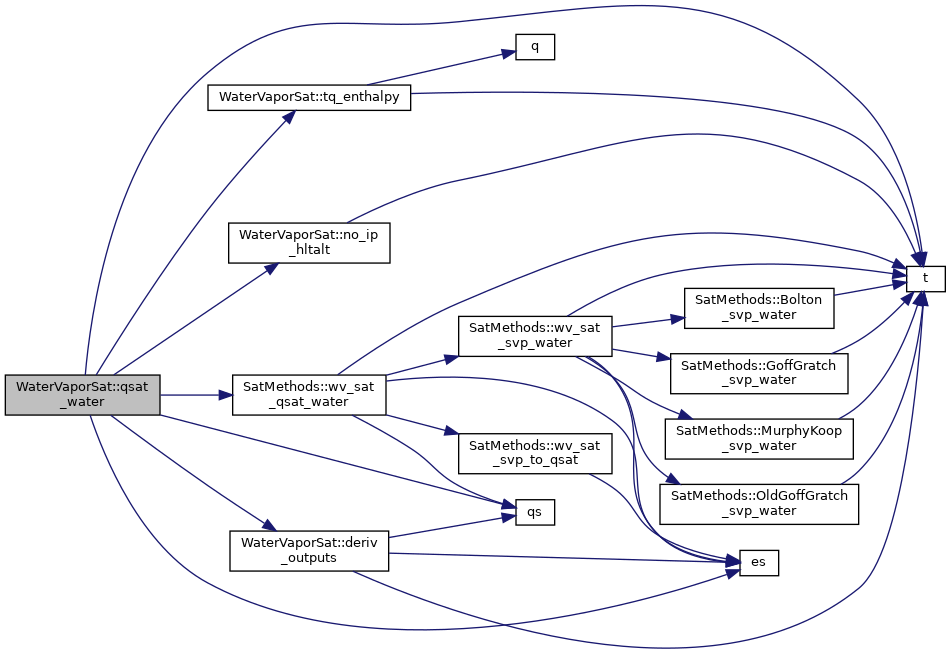 q
WaterVaporSat::tq_enthalpy
WaterVaporSat::no_ip
_hltalt
t
SatMethods::Bolton
_svp_water
SatMethods::wv_sat
_svp_water
SatMethods::GoffGratch
_svp_water
WaterVaporSat::qsat
_water
SatMethods::wv_sat
_qsat_water
SatMethods::MurphyKoop
_svp_water
SatMethods::wv_sat
_svp_to_qsat
SatMethods::OldGoffGratch
_svp_water
qs
WaterVaporSat::deriv
_outputs
es